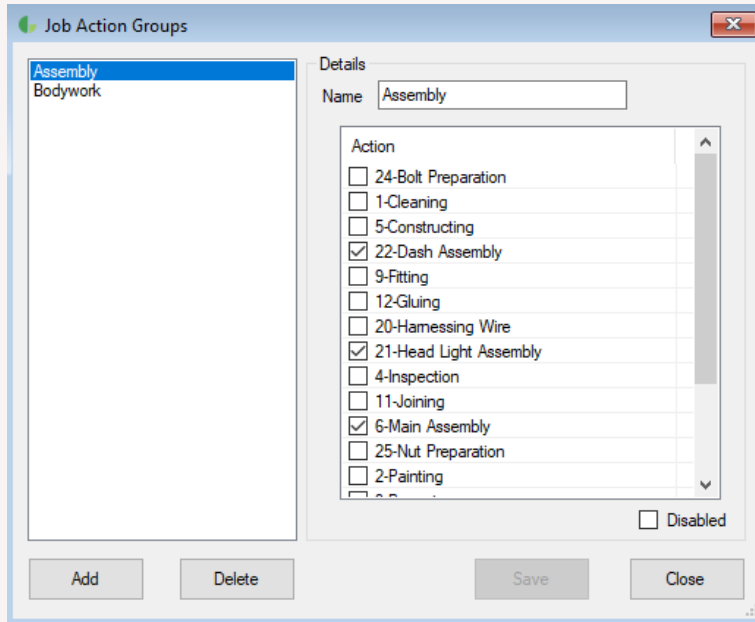 Job Action Groups
Assembly
Bodywork
Details
Name Assembly
Action
24-Bolt Preparation
1-Cleaning
5-Constructing
22-Dash Assembly
9-Fitting
12-Gluing
20-Harnessing Wire
21-Head Light Assembly
4-Inspection
11-Joining
6-Main Assembly
25-Nut Preparation
2-Painting
Disabled
Add
Delete
Save
Close